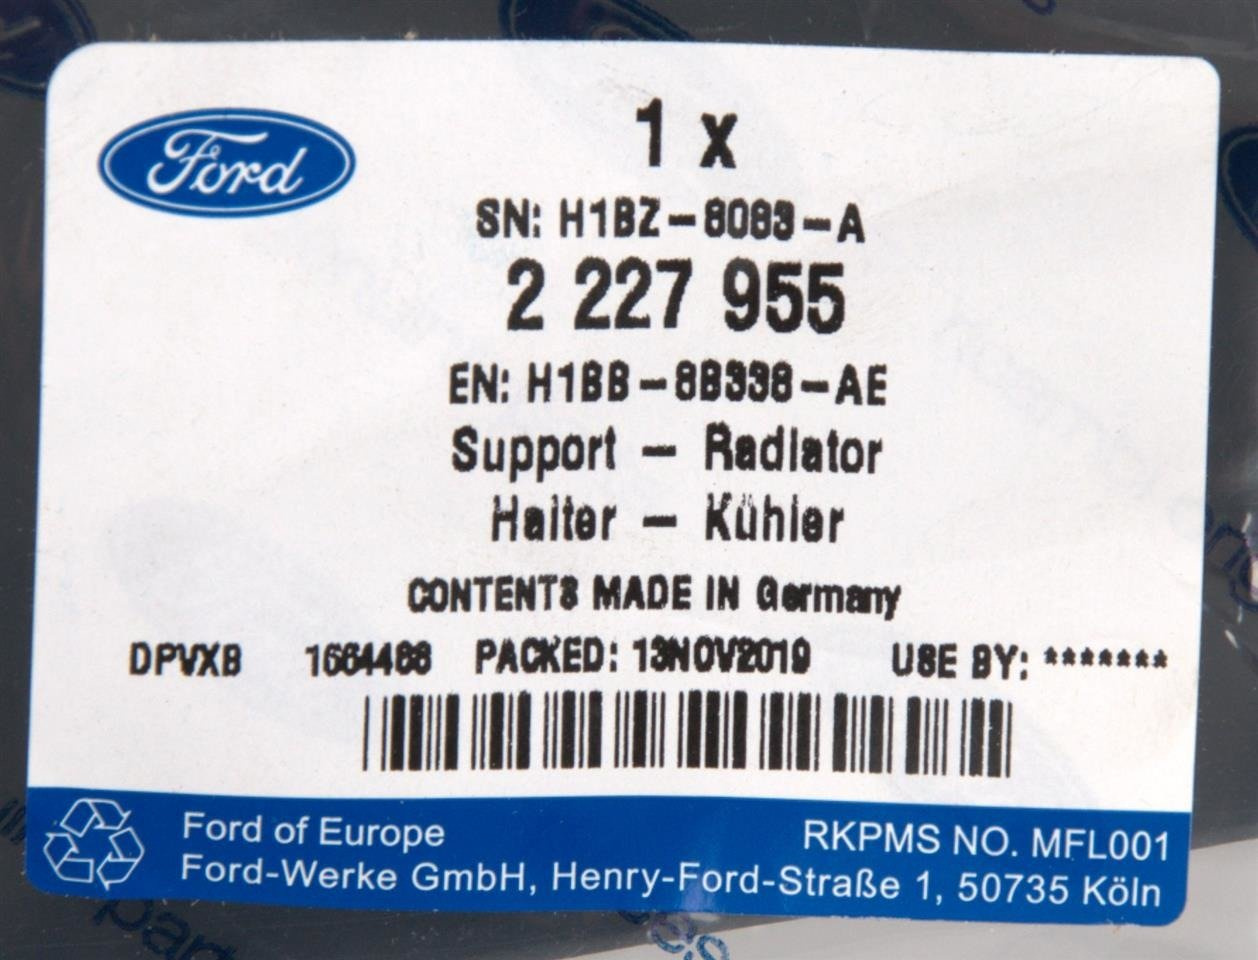 Ford
1 x
SN: H1BZ-8083-A
2 227 955
EN: H1BB-8B338-AE
Support - Radiator
Halter - Kühler
CONTENTS MADE IN Germany
DPVXB 1664488 PACKED: 13NOV2019 USE BY: *******
Ford of Europe RKPMS NO. MFL001
Ford-Werke GmbH, Henry-Ford-Straße 1, 50735 Köln